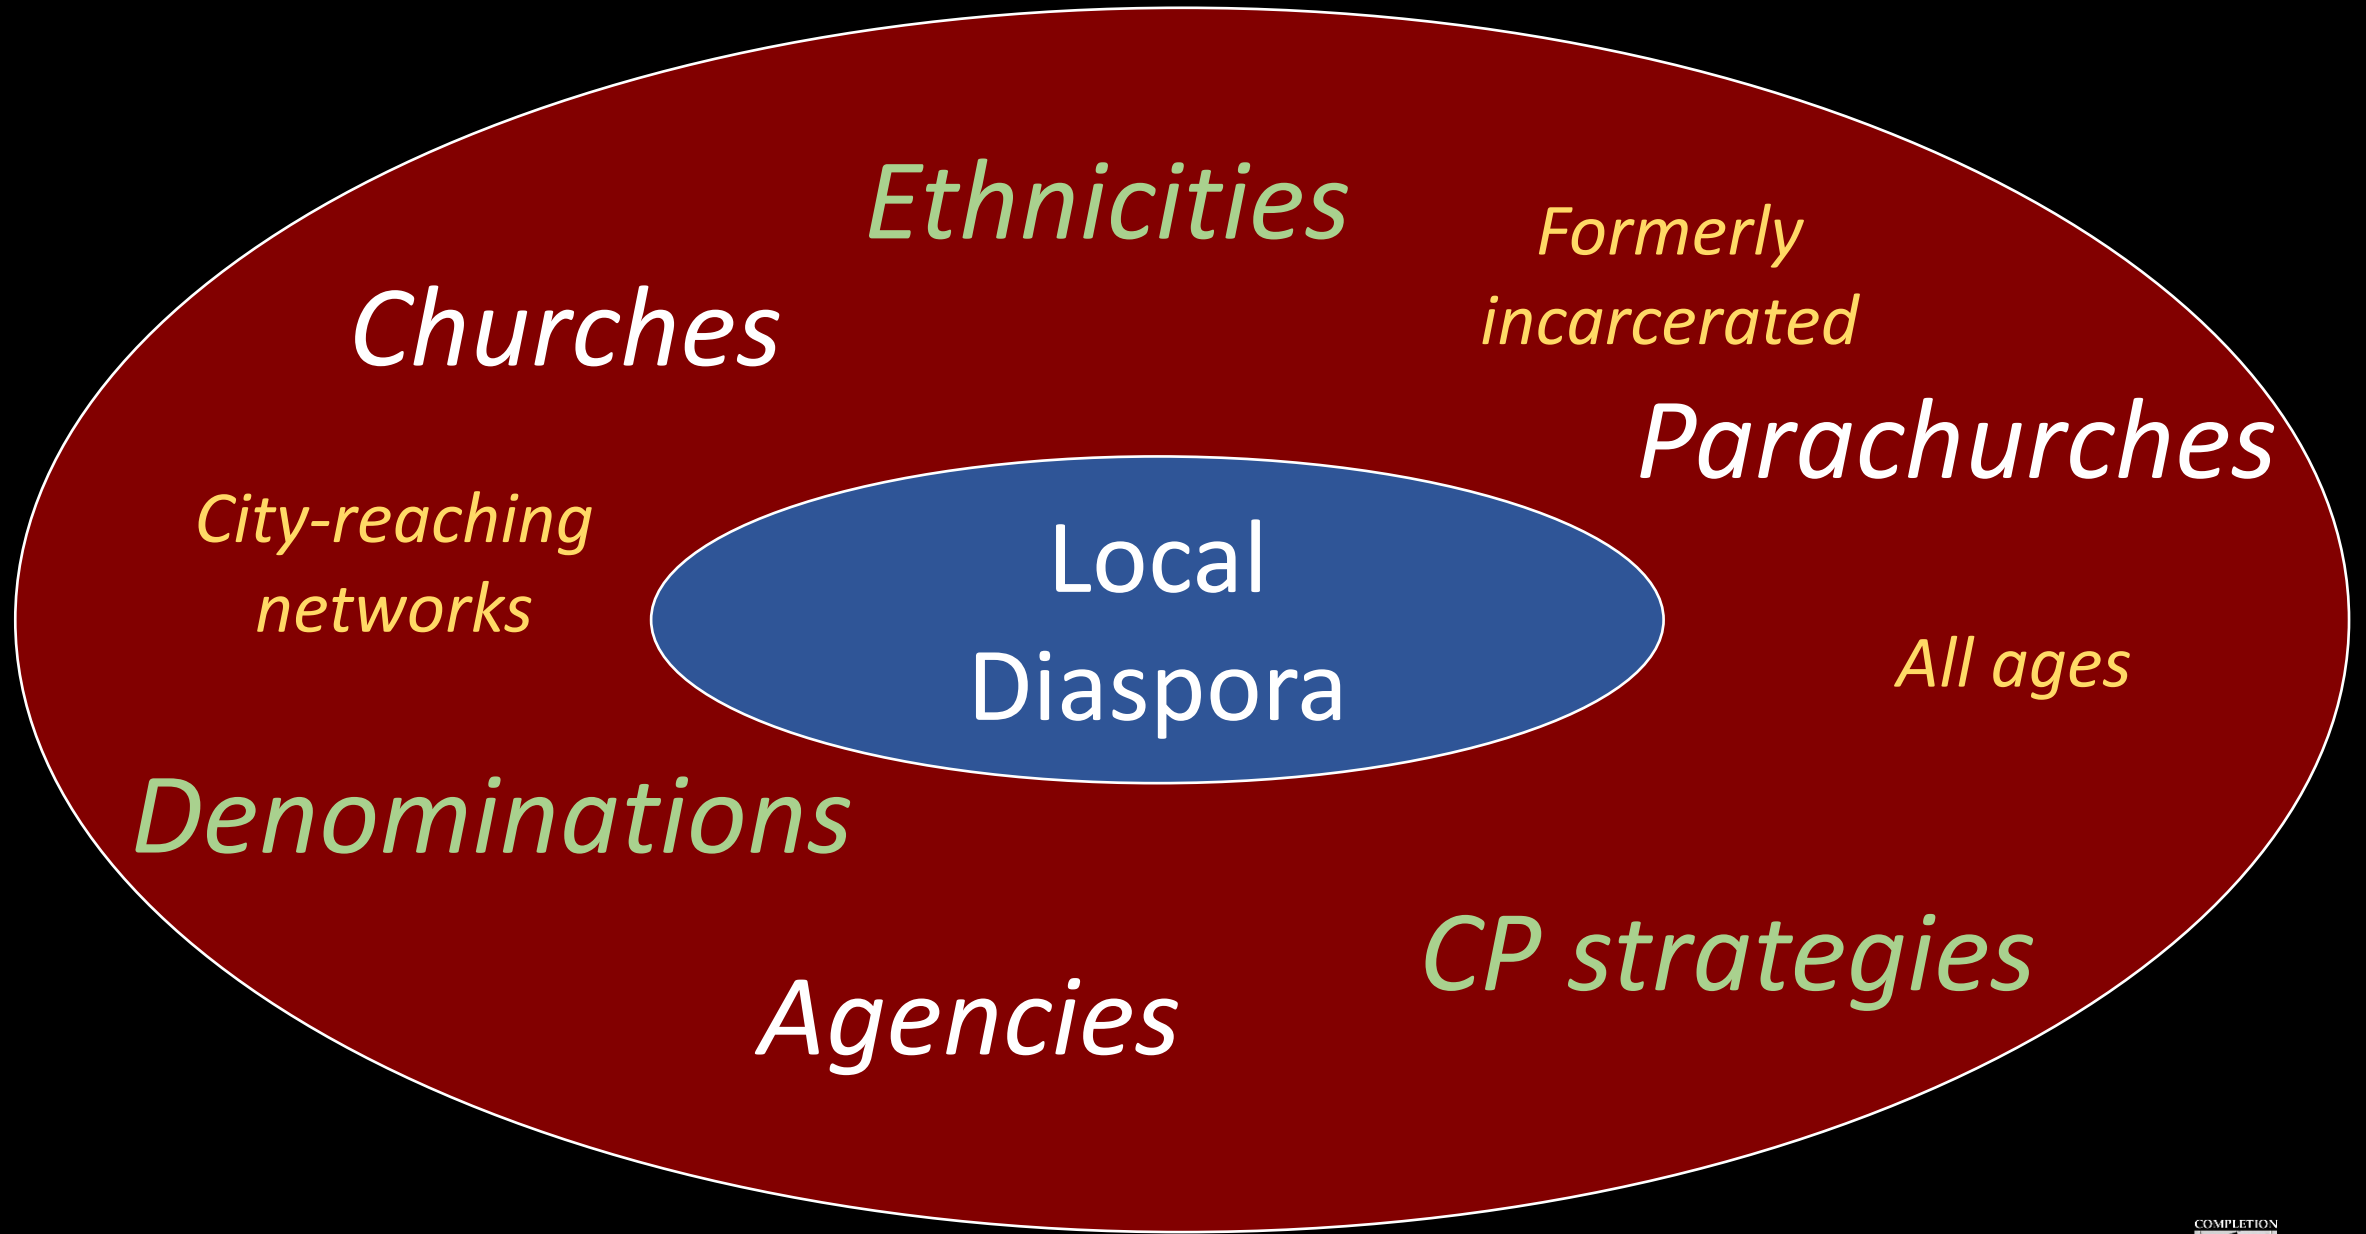 Ethnicities
Formerly
incarcerated
Churches
Parachurches
City-reaching
networks
Local
Diaspora
All ages
Denominations
CP strategies
Agencies
COMPLETION